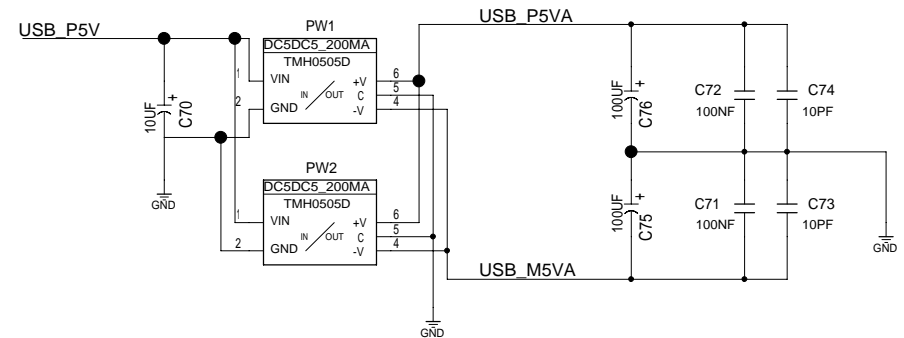 USB_P5V
10UF
+
C70
GND
PW1
DC5DC5_200MA
TMH0505D
1
VIN
2
GND
IN
OUT
+V
6
C
5
-V
4
PW2
DC5DC5_200MA
TMH0505D
1
VIN
2
GND
IN
OUT
+V
6
C
5
-V
4
GND
USB_P5VA
100UF
+
C76
C72
100NF
C74
10PF
100UF
+
C75
C71
100NF
C73
10PF
GND
USB_M5VA